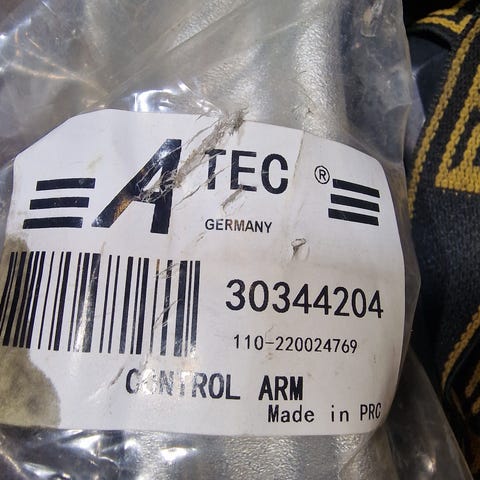 ATEC ®
GERMANY
30344204
110-220024769
CONTROL ARM
Made in PRC